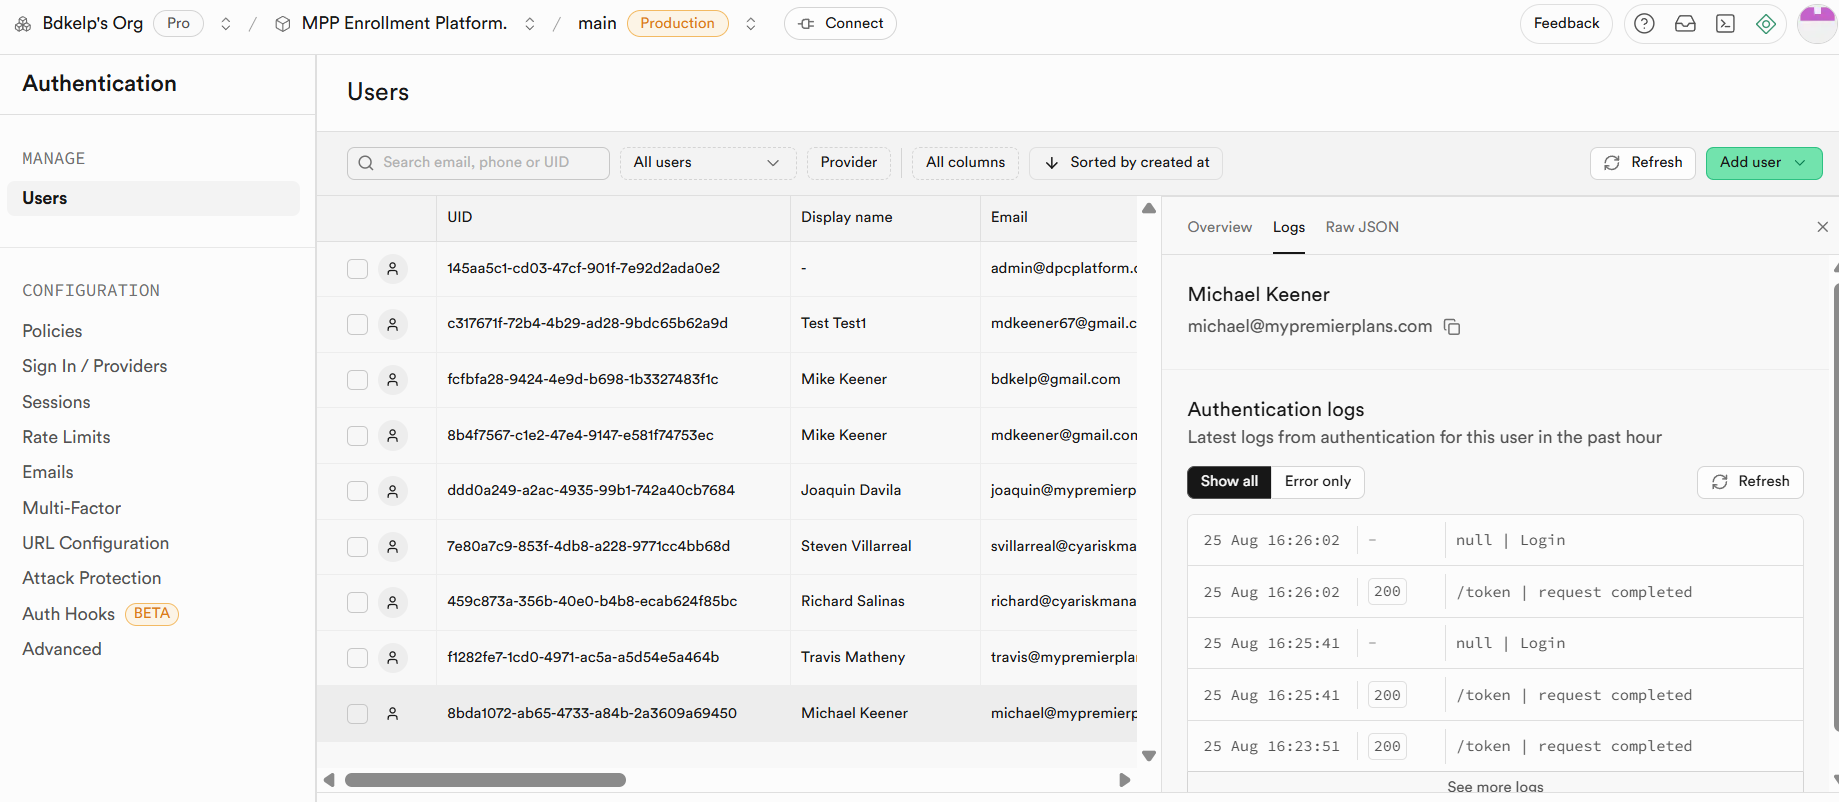 Bdkelp's Org Pro / MPP Enrollment Platform. / main Production Connect Feedback
Authentication
MANAGE
Users
CONFIGURATION
Policies
Sign In / Providers
Sessions
Rate Limits
Emails
Multi-Factor
URL Configuration
Attack Protection
Auth Hooks BETA
Advanced
Users
Search email, phone or UID All users Provider All columns Sorted by created at Refresh Add user
UID Display name Email
145aa5c1-cd03-47cf-901f-7e92d2ada0e2 - admin@dpcplatform.c
c317671f-72b4-4b29-ad28-9bdc65b62a9d Test Test1 mdkeener67@gmail.c
fcfbfa28-9424-4e9d-b698-1b3327483f1c Mike Keener bdkelp@gmail.com
8b4f7567-c1e2-47e4-9147-e581f74753ec Mike Keener mdkeener@gmail.con
ddd0a249-a2ac-4935-99b1-742a40cb7684 Joaquin Davila joaquin@mypremierp
7e80a7c9-853f-4db8-a228-9771cc4bb68d Steven Villarreal svillarreal@cyariskma
459c873a-356b-40e0-b4b8-ecab624f85bc Richard Salinas richard@cyariskmana
f1282fe7-1cd0-4971-ac5a-a5d54e5a464b Travis Matheny travis@mypremierplai
8bda1072-ab65-4733-a84b-2a3609a69450 Michael Keener michael@mypremierp
Overview Logs Raw JSON
Michael Keener
michael@mypremierplans.com
Authentication logs
Latest logs from authentication for this user in the past hour
Show all Error only Refresh
25 Aug 16:26:02 – null | Login
25 Aug 16:26:02 200 /token | request completed
25 Aug 16:25:41 – null | Login
25 Aug 16:25:41 200 /token | request completed
25 Aug 16:23:51 200 /token | request completed
See more logs